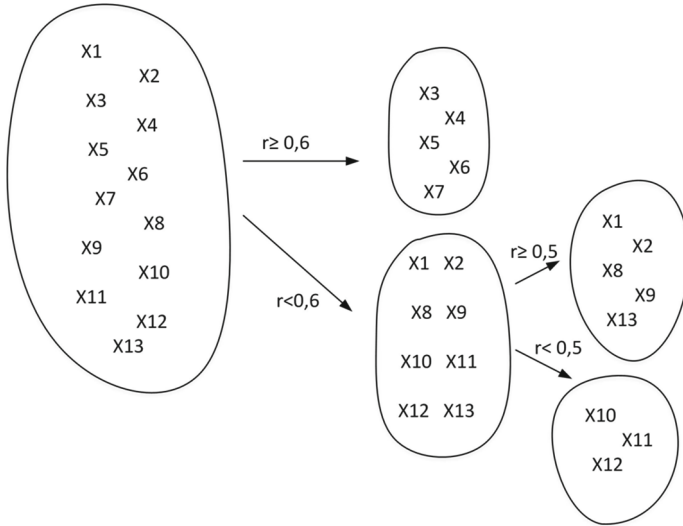 X1
X2
X3
X4
X5
X6
X7
X8
X9
X10
X11
X12
X13
r≥ 0,6
r<0,6
X3
X4
X5
X6
X7
X1 X2
X8 X9
X10 X11
X12 X13
r≥ 0,5
r< 0,5
X1
X2
X8
X9
X13
X10
X11
X12